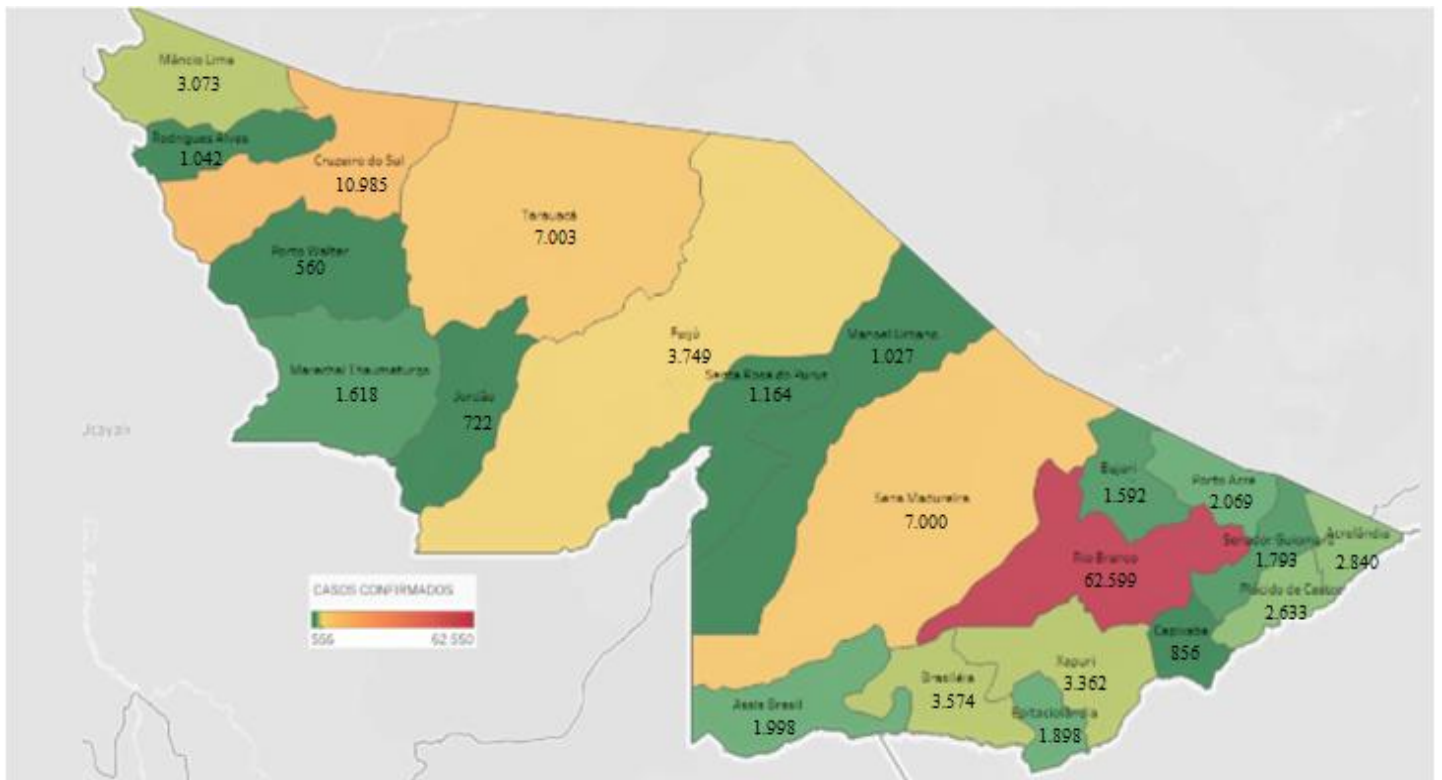 Mâncio Lima
3.073
Rodrigues Alves
1.042
Cruzeiro do Sul
10.985
Tarauacá
7.003
Porto Walter
560
Feijó
3.749
Manoel Urbano
1.027
Marechal Thaumaturgo
1.618
Jordão
722
Santa Rosa do Purus
1.164
Sena Madureira
7.000
Bujari
1.592
Porto Acre
2.069
Rio Branco
62.599
Senador Guiomard
1.793
Acrelândia
2.840
Plácido de Castro
2.633
Capixaba
856
Xapuri
3.362
Brasiléia
3.574
Epitaciolândia
1.898
Assis Brasil
1.998
Ucayali
CASOS CONFIRMADOS
62 550